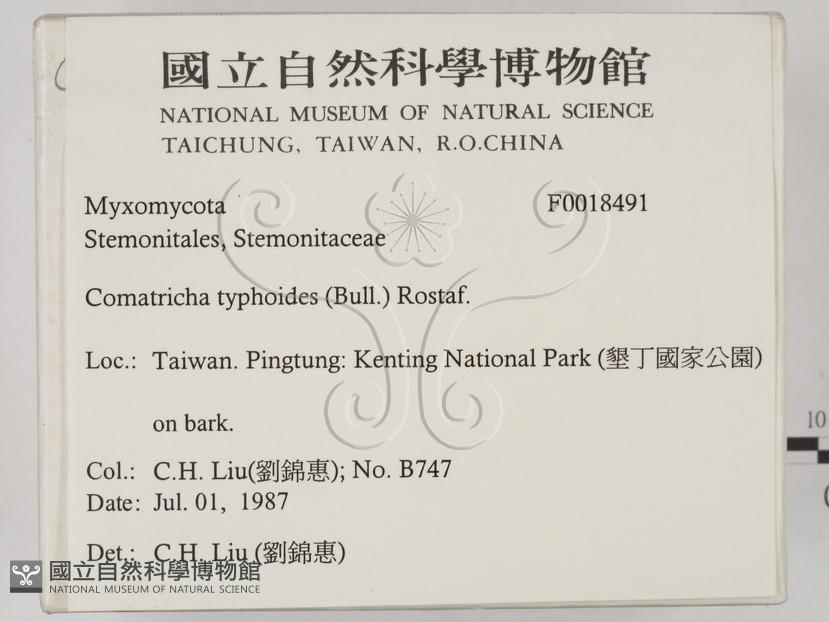 國立自然科學博物館
NATIONAL MUSEUM OF NATURAL SCIENCE
TAICHUNG, TAIWAN, R.O.CHINA
Myxomycota F0018491
Stemonitales, Stemonitaceae
Comatricha typhoides (Bull.) Rostaf.
Loc.: Taiwan. Pingtung: Kenting National Park (墾丁國家公園)
on bark.
Col.: C.H. Liu(劉錦惠); No. B747
Date: Jul. 01, 1987
Det.: C.H. Liu (劉錦惠)
國立自然科學博物館
NATIONAL MUSEUM OF NATURAL SCIENCE
10